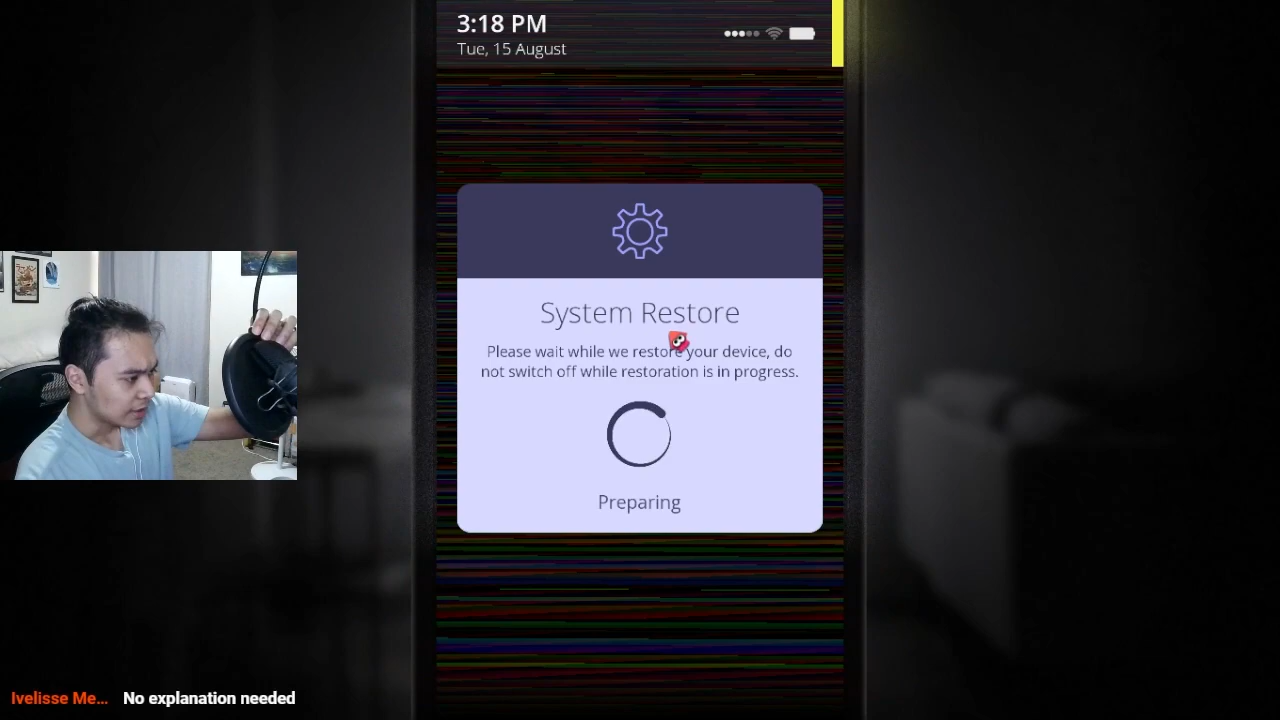 3:18 PM
Tue, 15 August
System Restore
Please wait while we restore your device, do
not switch off while restoration is in progress.
Preparing
Ivelisse Me... No explanation needed